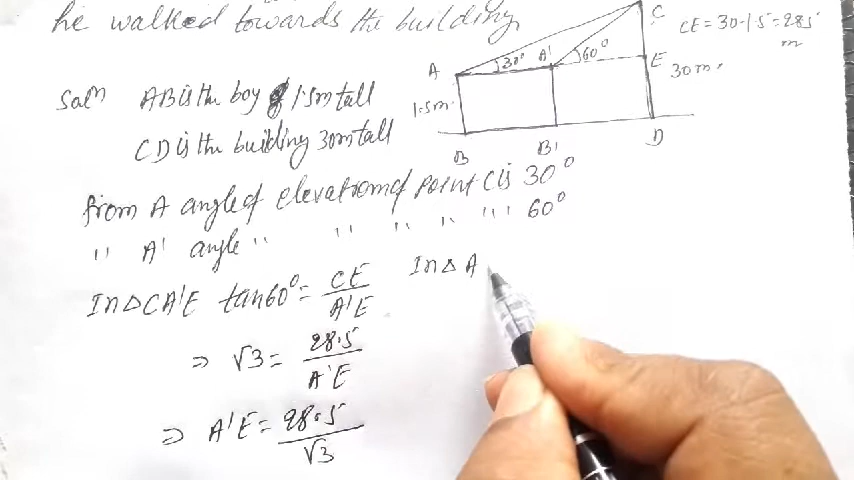 he walked towards the building.
C CE = 30-1.5 = 28.5 m
A 30° A' 60° E 30m.
1.5m.
B B' D
Soln AB is the boy 1.5m tall
CD is the building 30m tall
from A angle of elevation of point C is 30°
" A' angle " " " " " " 60°
In Δ CA'E tan60° = CE / A'E
⇒ √3 = 28.5 / A'E
⇒ A'E = 28.5 / √3
In Δ A